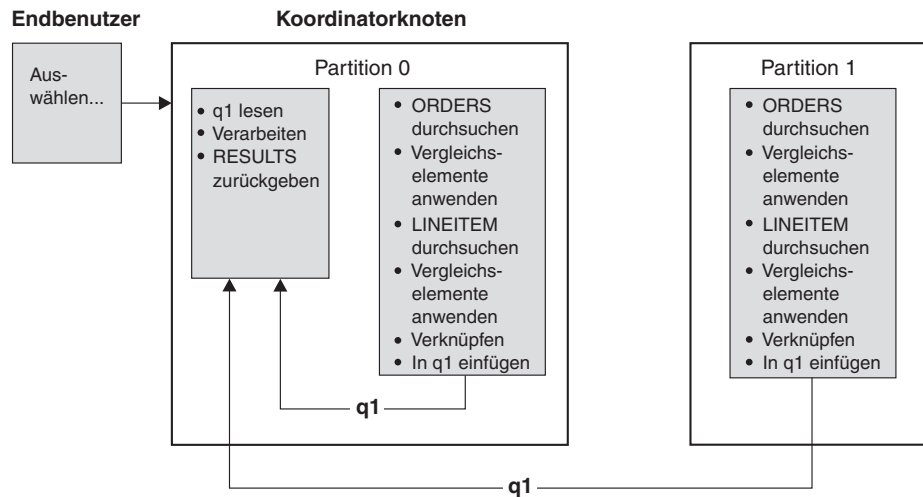 Endbenutzer
Koordinatorknoten
Aus-
wählen...
Partition 0
• q1 lesen
• Verarbeiten
• RESULTS
zurückgeben
• ORDERS
durchsuchen
• Vergleichs-
elemente
anwenden
• LINEITEM
durchsuchen
• Vergleichs-
elemente
anwenden
• Verknüpfen
• In q1 einfügen
q1
Partition 1
• ORDERS
durchsuchen
• Vergleichs-
elemente
anwenden
• LINEITEM
durchsuchen
• Vergleichs-
elemente
anwenden
• Verknüpfen
• In q1 einfügen
q1